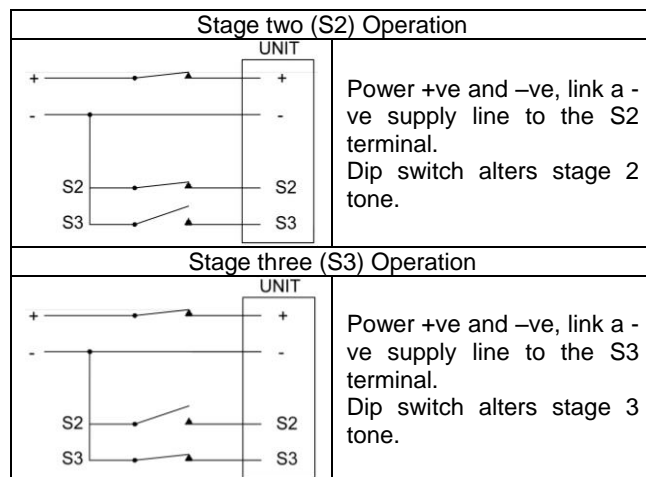 Stage two (S2) Operation
UNIT
+ +
- -
S2 S2
S3 S3
Power +ve and –ve, link a -
ve supply line to the S2
terminal.
Dip switch alters stage 2
tone.
Stage three (S3) Operation
UNIT
+ +
- -
S2 S2
S3 S3
Power +ve and –ve, link a -
ve supply line to the S3
terminal.
Dip switch alters stage 3
tone.